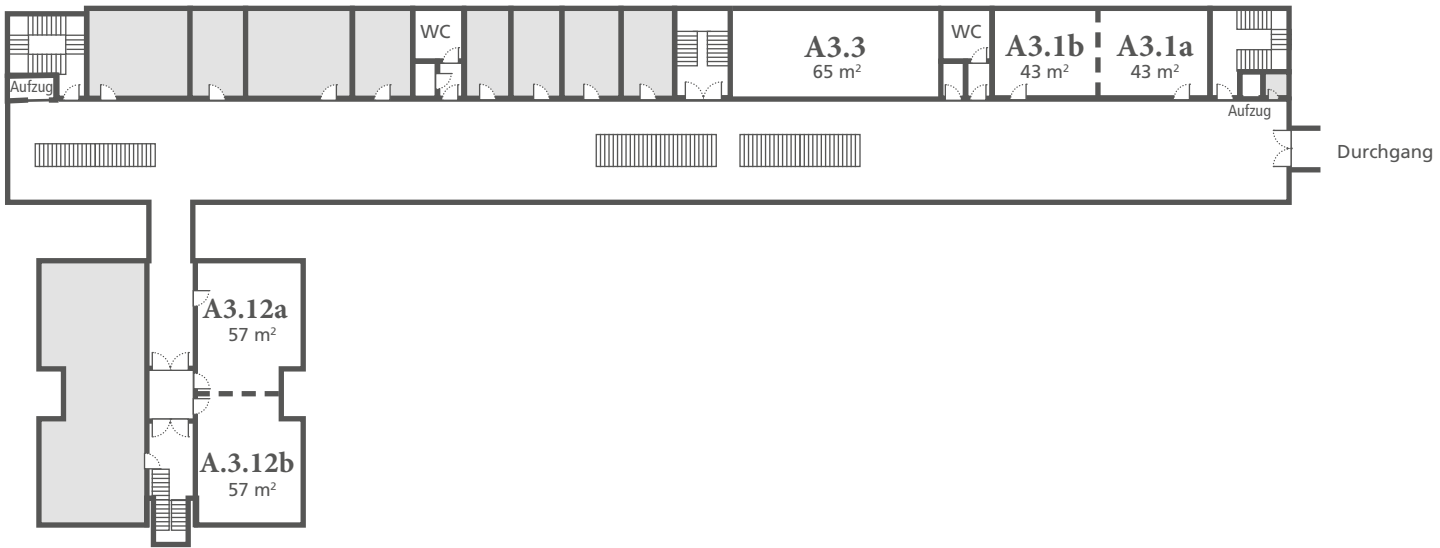 WC
A3.3
65 m²
WC
A3.1b
43 m²
A3.1a
43 m²
Aufzug
Aufzug
Durchgang
A3.12a
57 m²
A.3.12b
57 m²